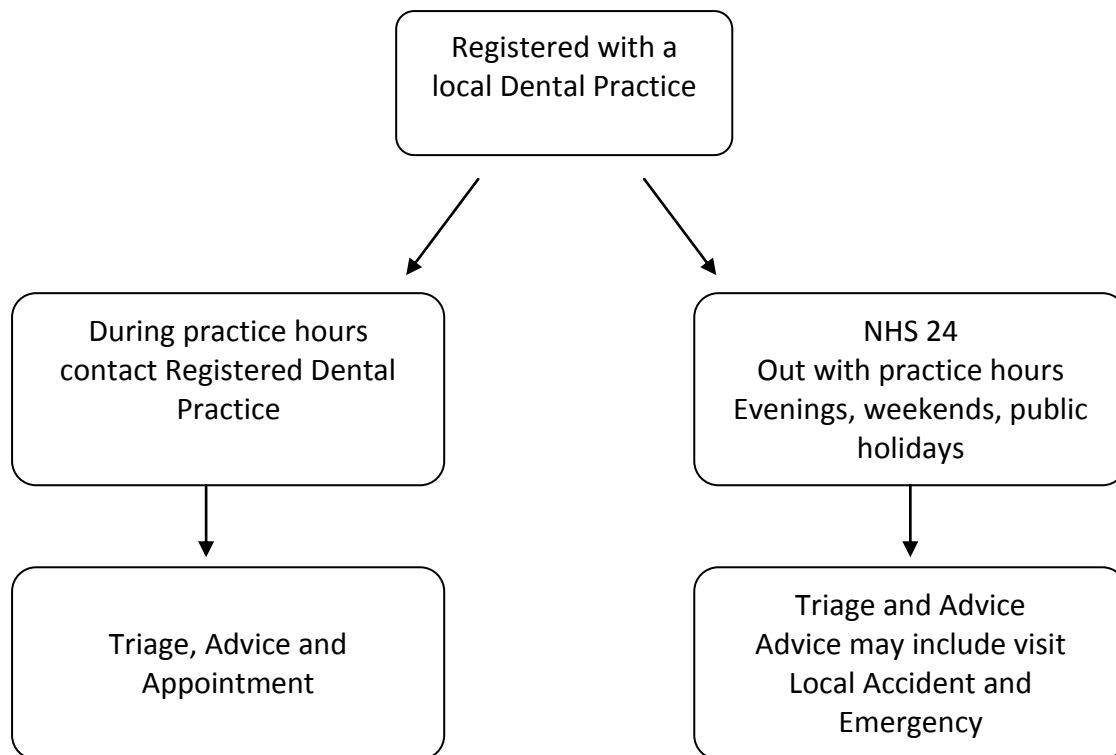 Registered with a
local Dental Practice
During practice hours
contact Registered Dental
Practice
NHS 24
Out with practice hours
Evenings, weekends, public
holidays
Triage, Advice and
Appointment
Triage and Advice
Advice may include visit
Local Accident and
Emergency